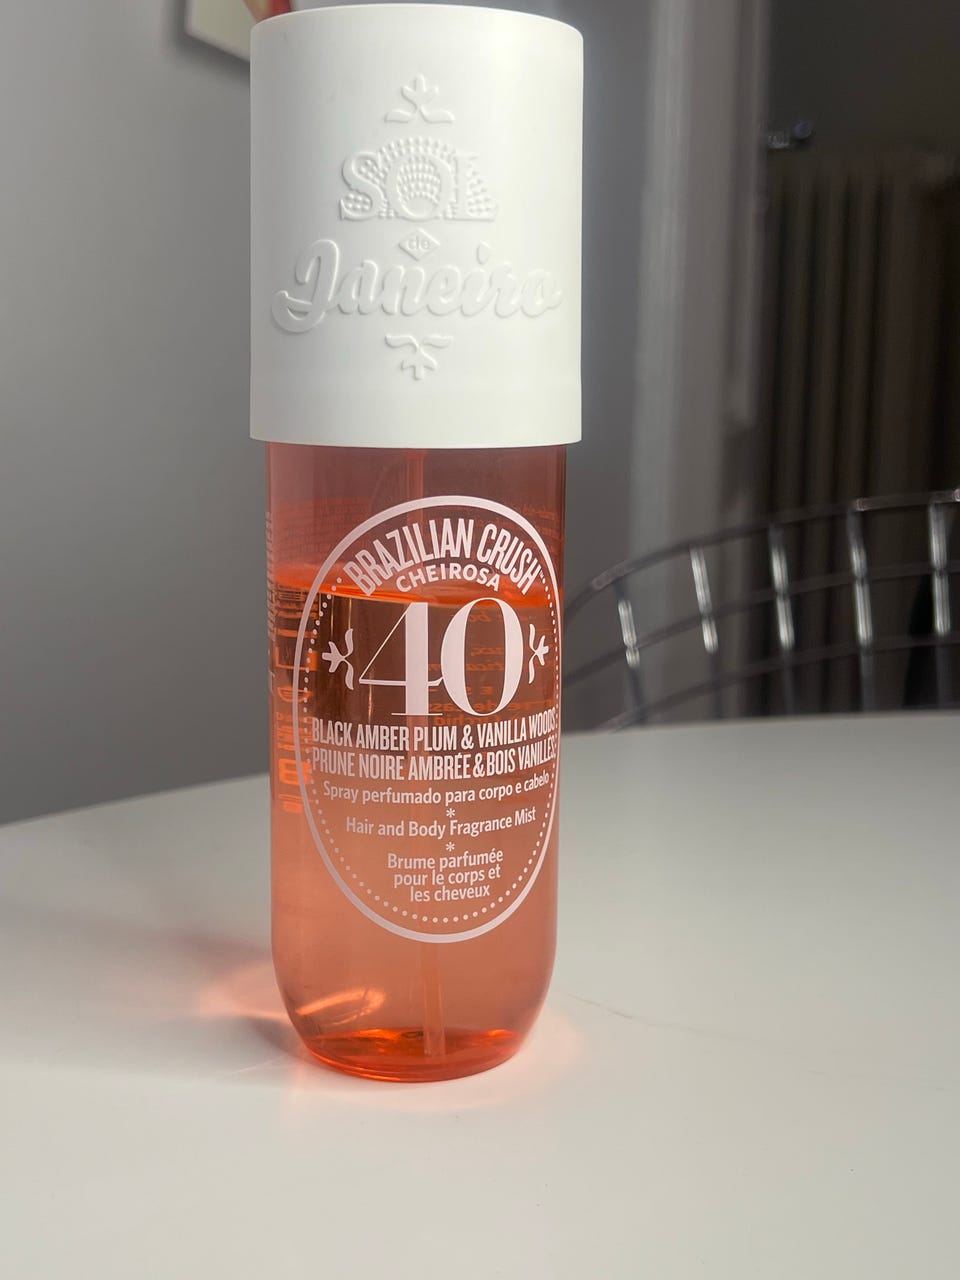 SOL
de
Janeiro
BRAZILIAN CRUSH™
CHEIROSA
40
BLACK AMBER PLUM & VANILLA WOODS
PRUNE NOIRE AMBRÉE & BOIS VANILLÉS
Spray perfumado para corpo e cabelo
*
Hair and Body Fragrance Mist
*
Brume parfumée
pour le corps et
les cheveux